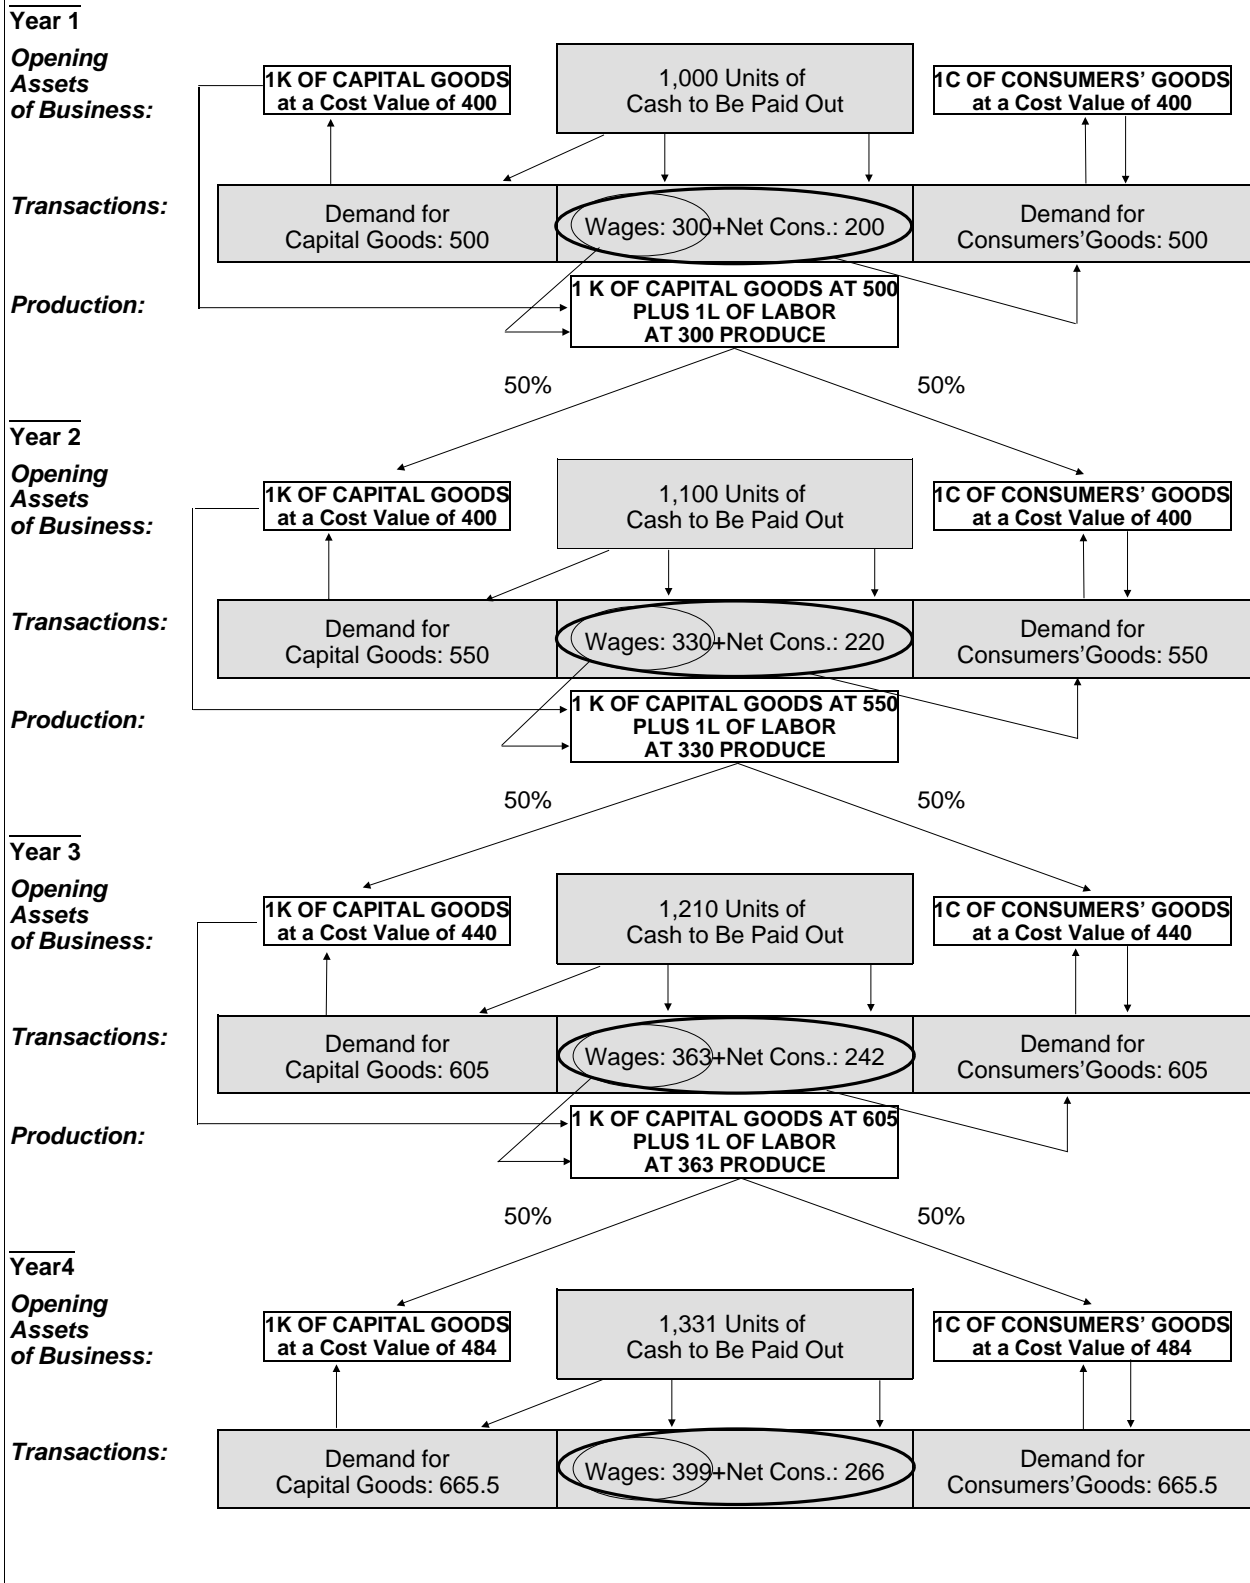 Year 1
Opening
Assets
of Business:
1K OF CAPITAL GOODS
at a Cost Value of 400
1,000 Units of
Cash to Be Paid Out
1C OF CONSUMERS’ GOODS
at a Cost Value of 400
Transactions:
Demand for
Capital Goods: 500
Wages: 300+Net Cons.: 200
Demand for
Consumers’Goods: 500
Production:
1 K OF CAPITAL GOODS AT 500
PLUS 1L OF LABOR
AT 300 PRODUCE
50%
50%
Year 2
Opening
Assets
of Business:
1K OF CAPITAL GOODS
at a Cost Value of 400
1,100 Units of
Cash to Be Paid Out
1C OF CONSUMERS’ GOODS
at a Cost Value of 400
Transactions:
Demand for
Capital Goods: 550
Wages: 330+Net Cons.: 220
Demand for
Consumers’Goods: 550
Production:
1 K OF CAPITAL GOODS AT 550
PLUS 1L OF LABOR
AT 330 PRODUCE
50%
50%
Year 3
Opening
Assets
of Business:
1K OF CAPITAL GOODS
at a Cost Value of 440
1,210 Units of
Cash to Be Paid Out
1C OF CONSUMERS’ GOODS
at a Cost Value of 440
Transactions:
Demand for
Capital Goods: 605
Wages: 363+Net Cons.: 242
Demand for
Consumers’Goods: 605
Production:
1 K OF CAPITAL GOODS AT 605
PLUS 1L OF LABOR
AT 363 PRODUCE
50%
50%
Year4
Opening
Assets
of Business:
1K OF CAPITAL GOODS
at a Cost Value of 484
1,331 Units of
Cash to Be Paid Out
1C OF CONSUMERS’ GOODS
at a Cost Value of 484
Transactions:
Demand for
Capital Goods: 665.5
Wages: 399+Net Cons.: 266
Demand for
Consumers’Goods: 665.5